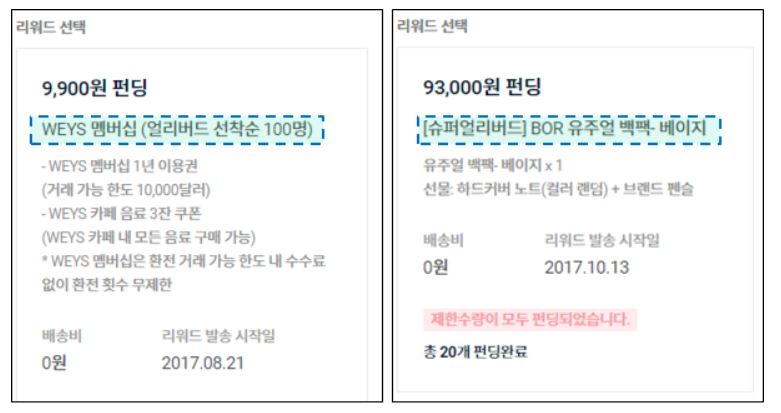 리워드 선택
9,900원 펀딩
WEYS 멤버십 (얼리버드 선착순 100명)
- WEYS 멤버십 1년 이용권
(거래 가능 한도 10,000달러)
- WEYS 카페 음료 3잔 쿠폰
(WEYS 카페 내 모든 음료 구매 가능)
* WEYS 멤버십은 환전 거래 가능 한도 내 수수료
없이 환전 횟수 무제한
배송비 리워드 발송 시작일
0원 2017.08.21
리워드 선택
93,000원 펀딩
[슈퍼얼리버드] BOR 유주얼 백팩- 베이지
유주얼 백팩- 베이지 x 1
선물: 하드커버 노트(컬러 랜덤) + 브랜드 펜슬
배송비 리워드 발송 시작일
0원 2017.10.13
제한수량이 모두 펀딩되었습니다.
총 20개 펀딩완료